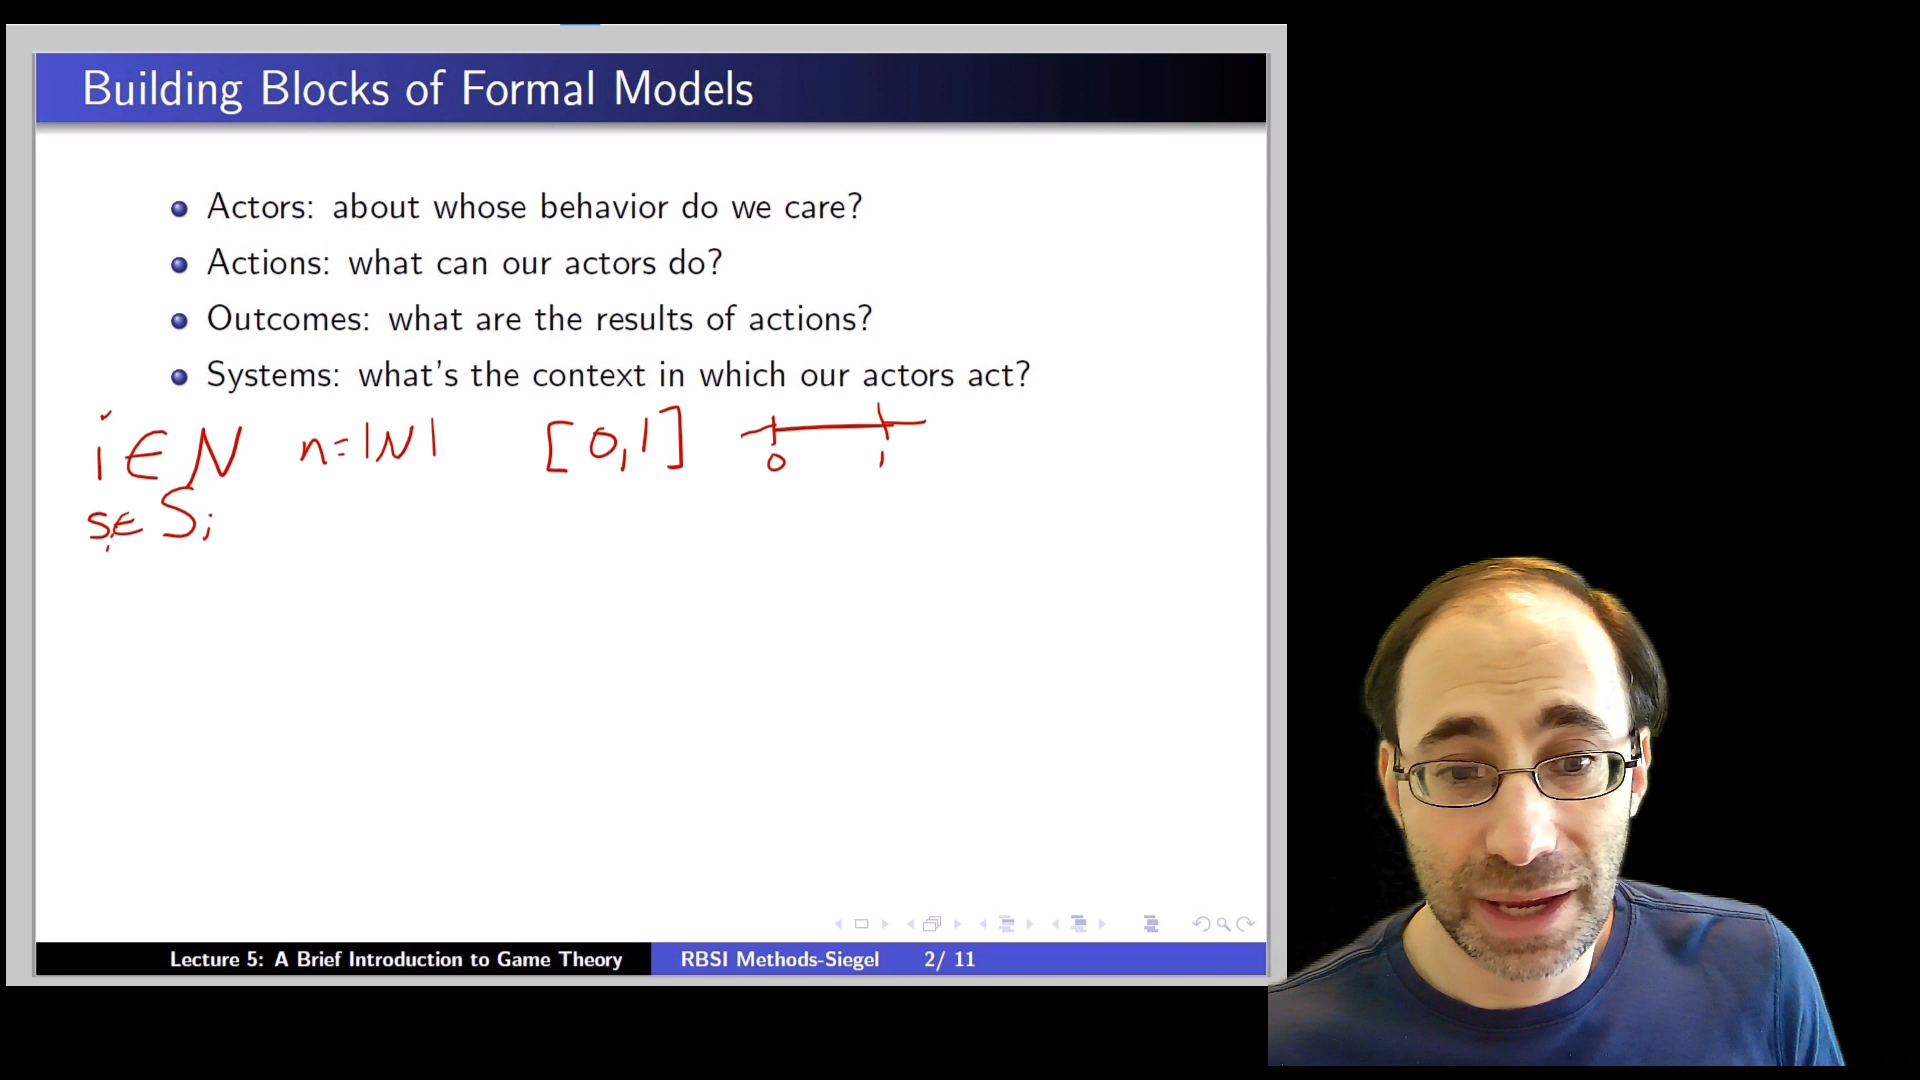 Building Blocks of Formal Models
Actors: about whose behavior do we care?
Actions: what can our actors do?
Outcomes: what are the results of actions?
Systems: what's the context in which our actors act?
i ∈ N n = |N| [0,1]
0 1
sᵢ ∈ Sᵢ
Lecture 5: A Brief Introduction to Game Theory RBSI Methods-Siegel 2/ 11